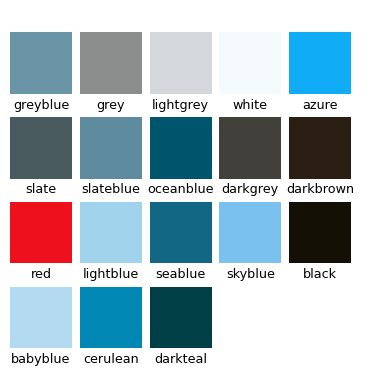 greyblue grey lightgrey white azure
slate slateblue oceanblue darkgrey darkbrown
red lightblue seablue skyblue black
babyblue cerulean darkteal